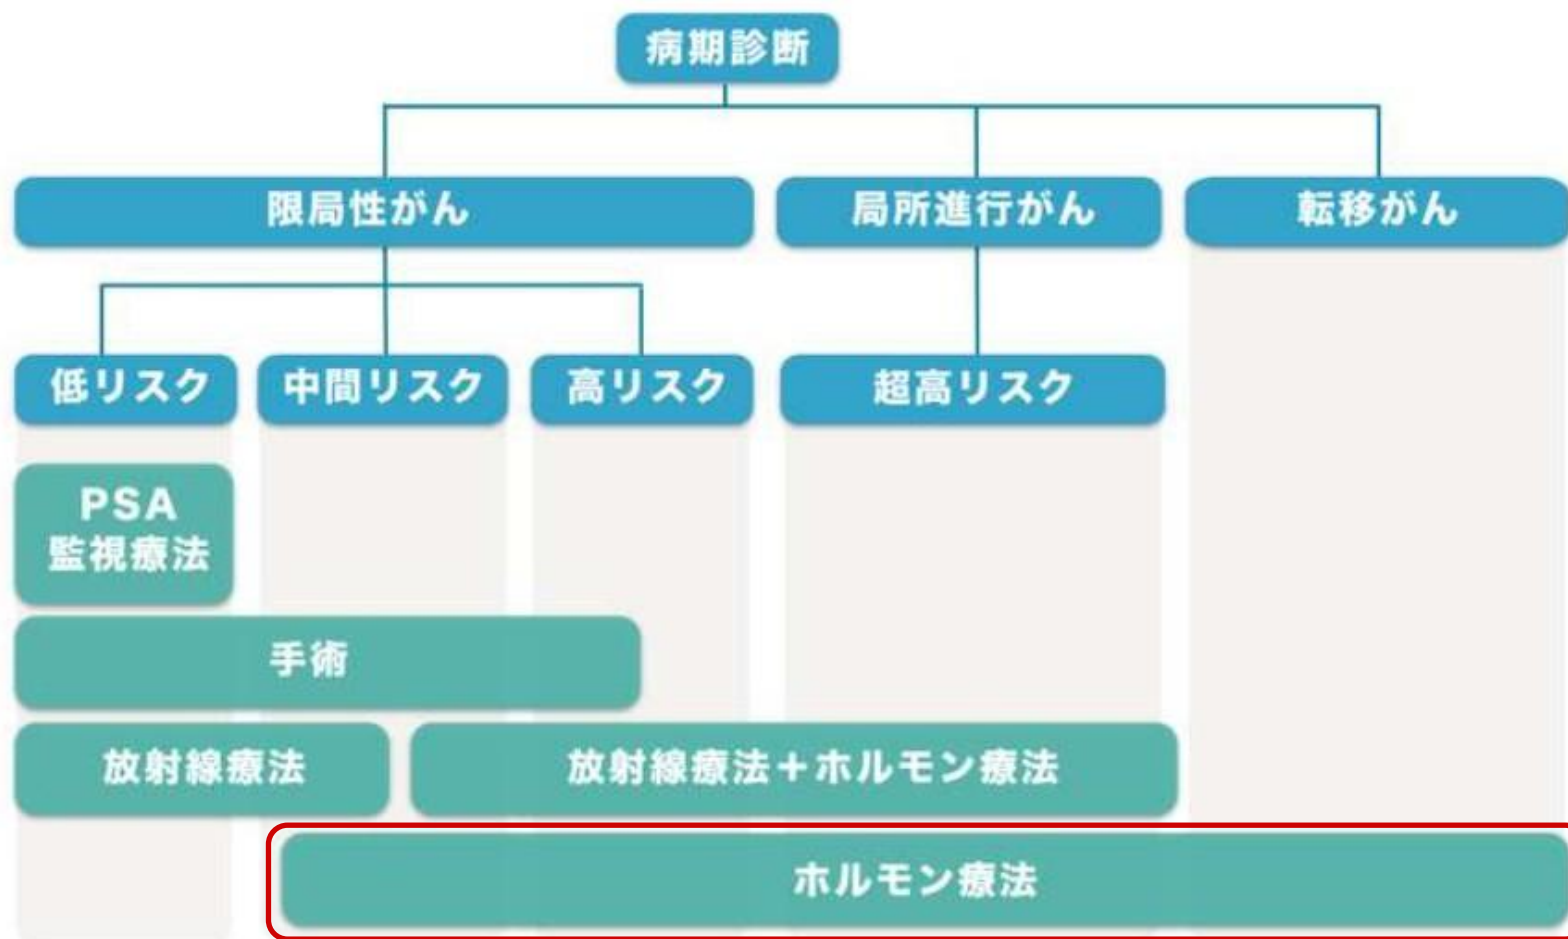 病期診断
限局性がん
局所進行がん
転移がん
低リスク
中間リスク
高リスク
超高リスク
PSA
監視療法
手術
放射線療法
放射線療法＋ホルモン療法
ホルモン療法